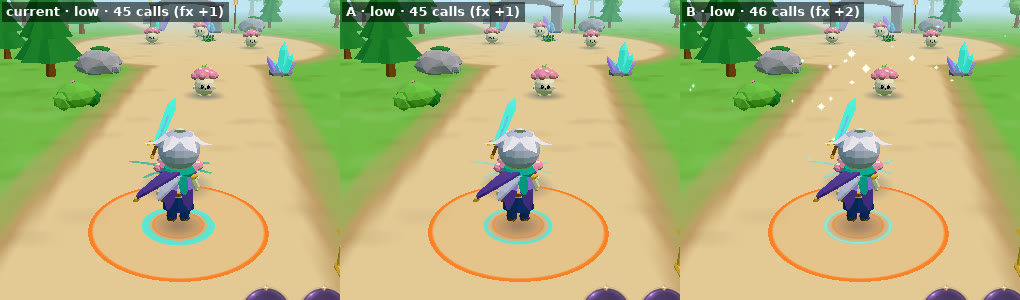 current · low · 45 calls (fx +1)
A · low · 45 calls (fx +1)
B · low · 46 calls (fx +2)